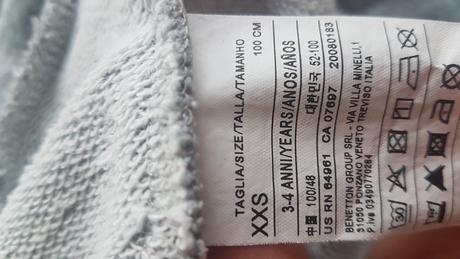 TAGLIA/SIZE/TALLA/TAMANHO
XXS 100 CM
3-4 ANNI/YEARS/ANOS/AÑOS
中国 100/48 대한민국 52-100
US RN 64961 CA 07697 20080183
BENETTON GROUP SRL - VIA VILLA MINELLI,1
31050 PONZANO VENETO TREVISO ITALIA
P.iva 03490770264
30